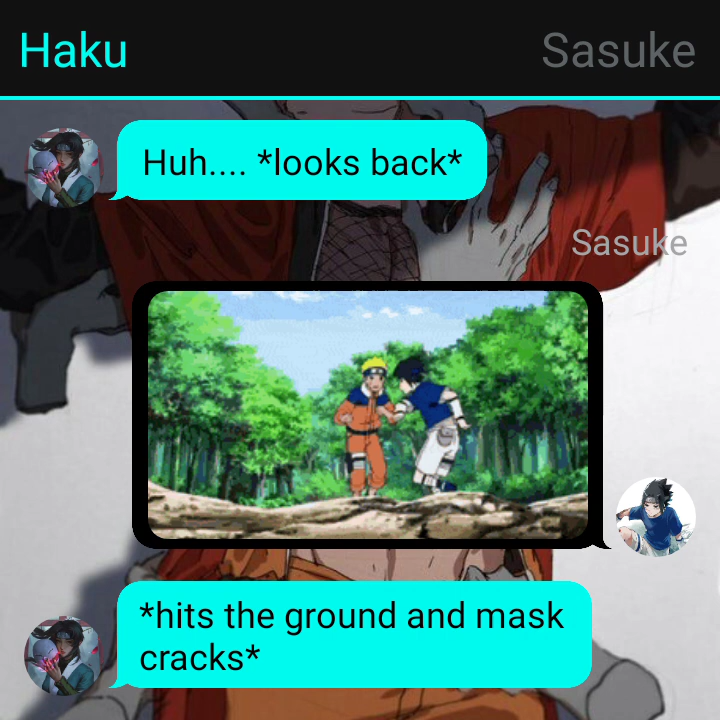 Haku
Sasuke
Huh.... *looks back*
Sasuke
*hits the ground and mask
cracks*